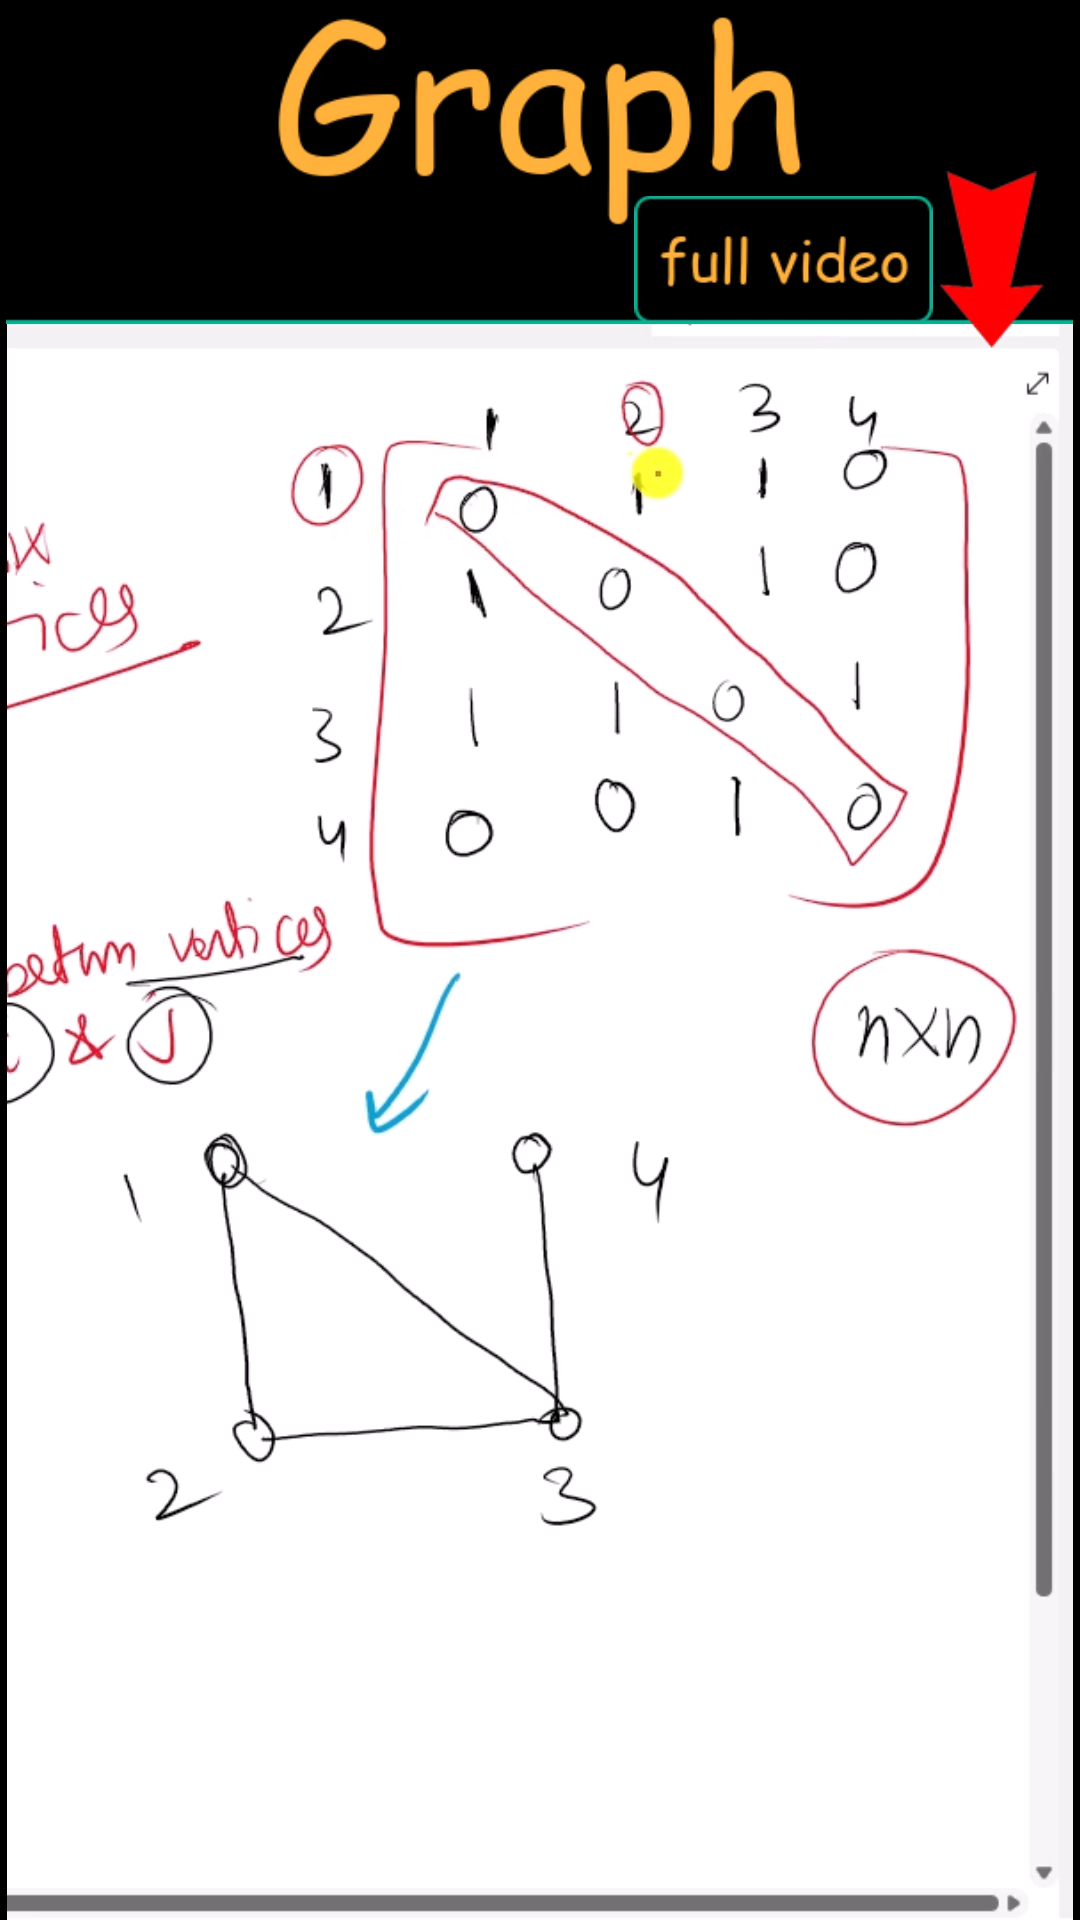 Graph
full video
1 2 3 4
1 0 1 1 0
2 1 0 1 0
3 1 1 0 1
4 0 0 1 0
vertices
& J
n×n
1 4
2 3